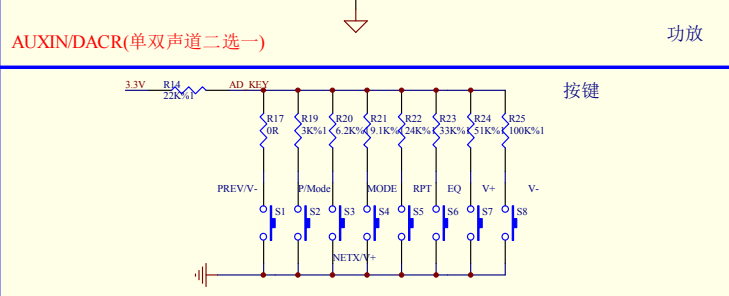 功放
AUXIN/DACR(单双声道二选一)
按键
3.3V R14 AD_KEY
22K%1
R17 R19 R20 R21 R22 R23 R24 R25
0R 3K%1 6.2K%1 9.1K%1 24K%1 33K%1 51K%1 100K%1
PREV/V- P/Mode MODE RPT EQ V+ V-
S1 S2 S3 S4 S5 S6 S7 S8
NETX/V+